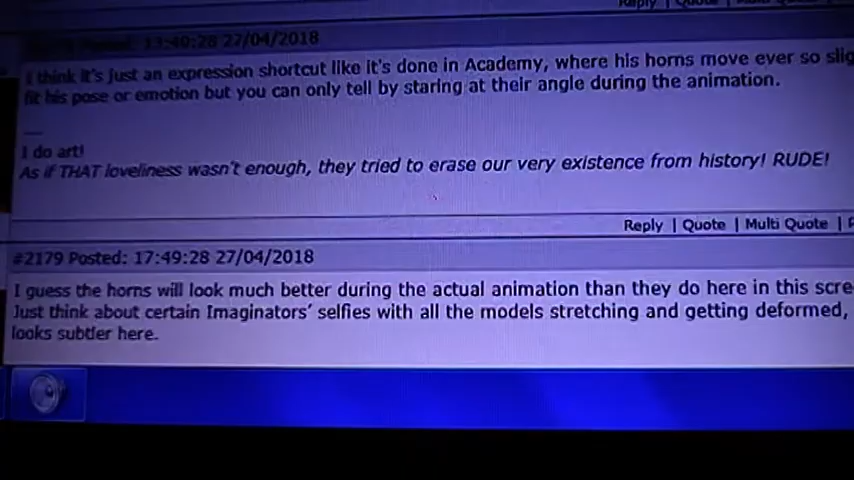 Reply | Quote | Multi Quote
Posted: 13:40:28 27/04/2018
I think it's just an expression shortcut like it's done in Academy, where his horns move ever so
fit his pose or emotion but you can only tell by staring at their angle during the animation.
I do art!
As if THAT loveliness wasn't enough, they tried to erase our very existence from history! RUDE!
Reply | Quote | Multi Quote |
#2179 Posted: 17:49:28 27/04/2018
I guess the horns will look much better during the actual animation than they do here in this
Just think about certain Imaginators' selfies with all the models stretching and getting deformed,
looks subtler here.